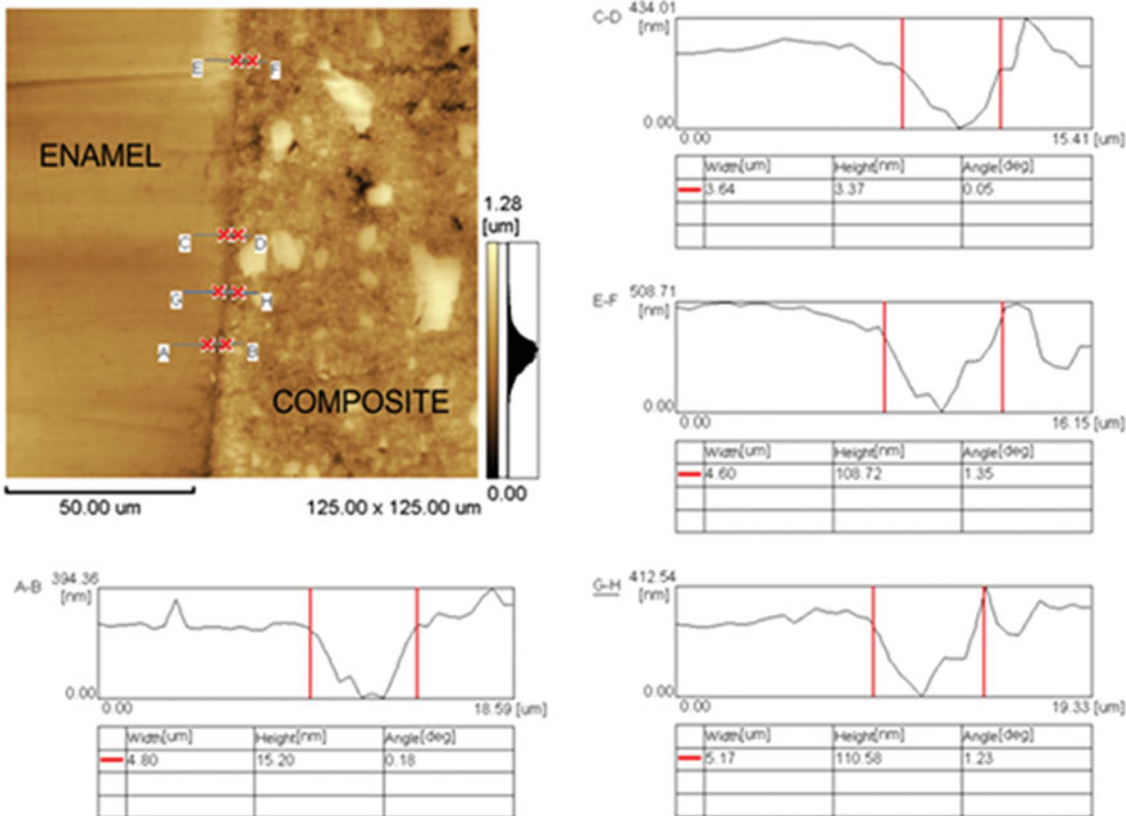 E F
ENAMEL
C D
G H
A B
COMPOSITE
1.28
[um]
0.00
50.00 um
125.00 x 125.00 um
C-D
434.01
[nm]
0.00
0.00 15.41 [um]
Width[um] Height[nm] Angle[deg]
3.64 3.37 0.05
E-F
508.71
[nm]
0.00
0.00 16.15 [um]
Width[um] Height[nm] Angle[deg]
4.60 108.72 1.35
A-B
394.36
[nm]
0.00
0.00 18.59 [um]
Width[um] Height[nm] Angle[deg]
4.80 15.20 0.18
G-H
412.54
[nm]
0.00
0.00 19.33 [um]
Width[um] Height[nm] Angle[deg]
5.17 110.58 1.23